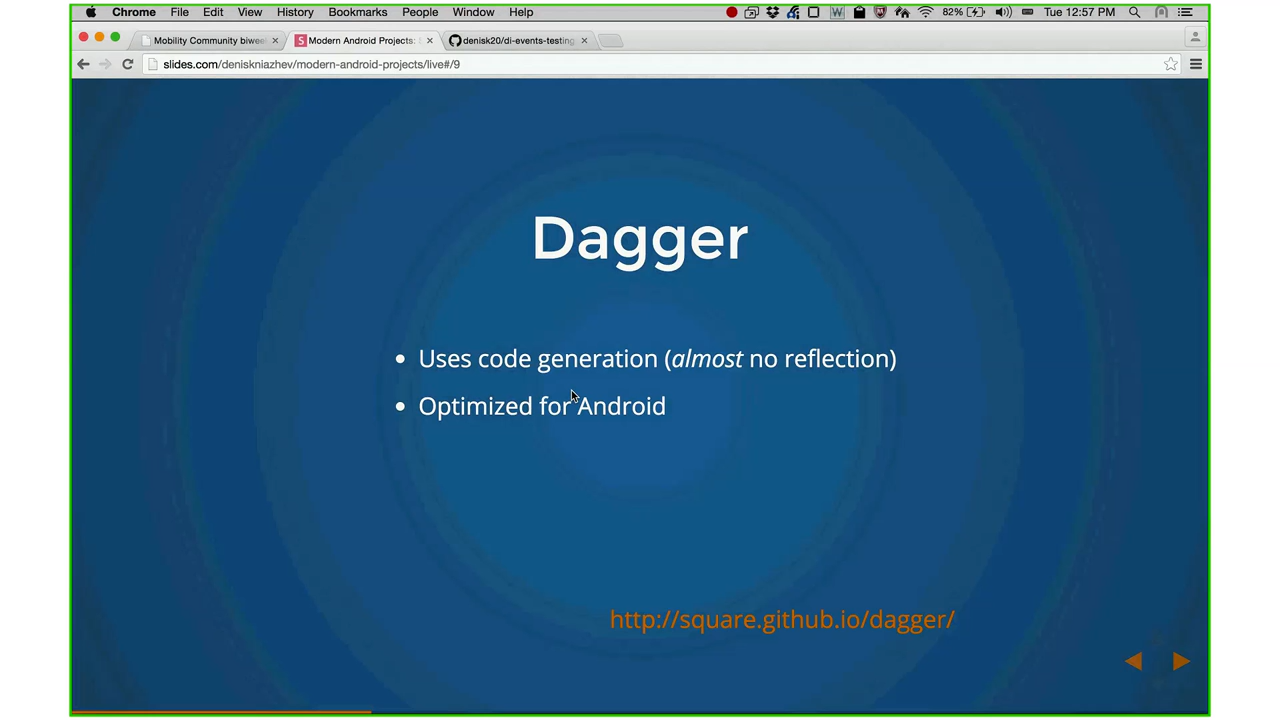 Chrome File Edit View History Bookmarks People Window Help 82% Tue 12:57 PM
Mobility Community biwee Modern Android Projects: denisk20/di-events-testing
slides.com/deniskniazhev/modern-android-projects/live#/9
Dagger
• Uses code generation (almost no reflection)
• Optimized for Android
http://square.github.io/dagger/